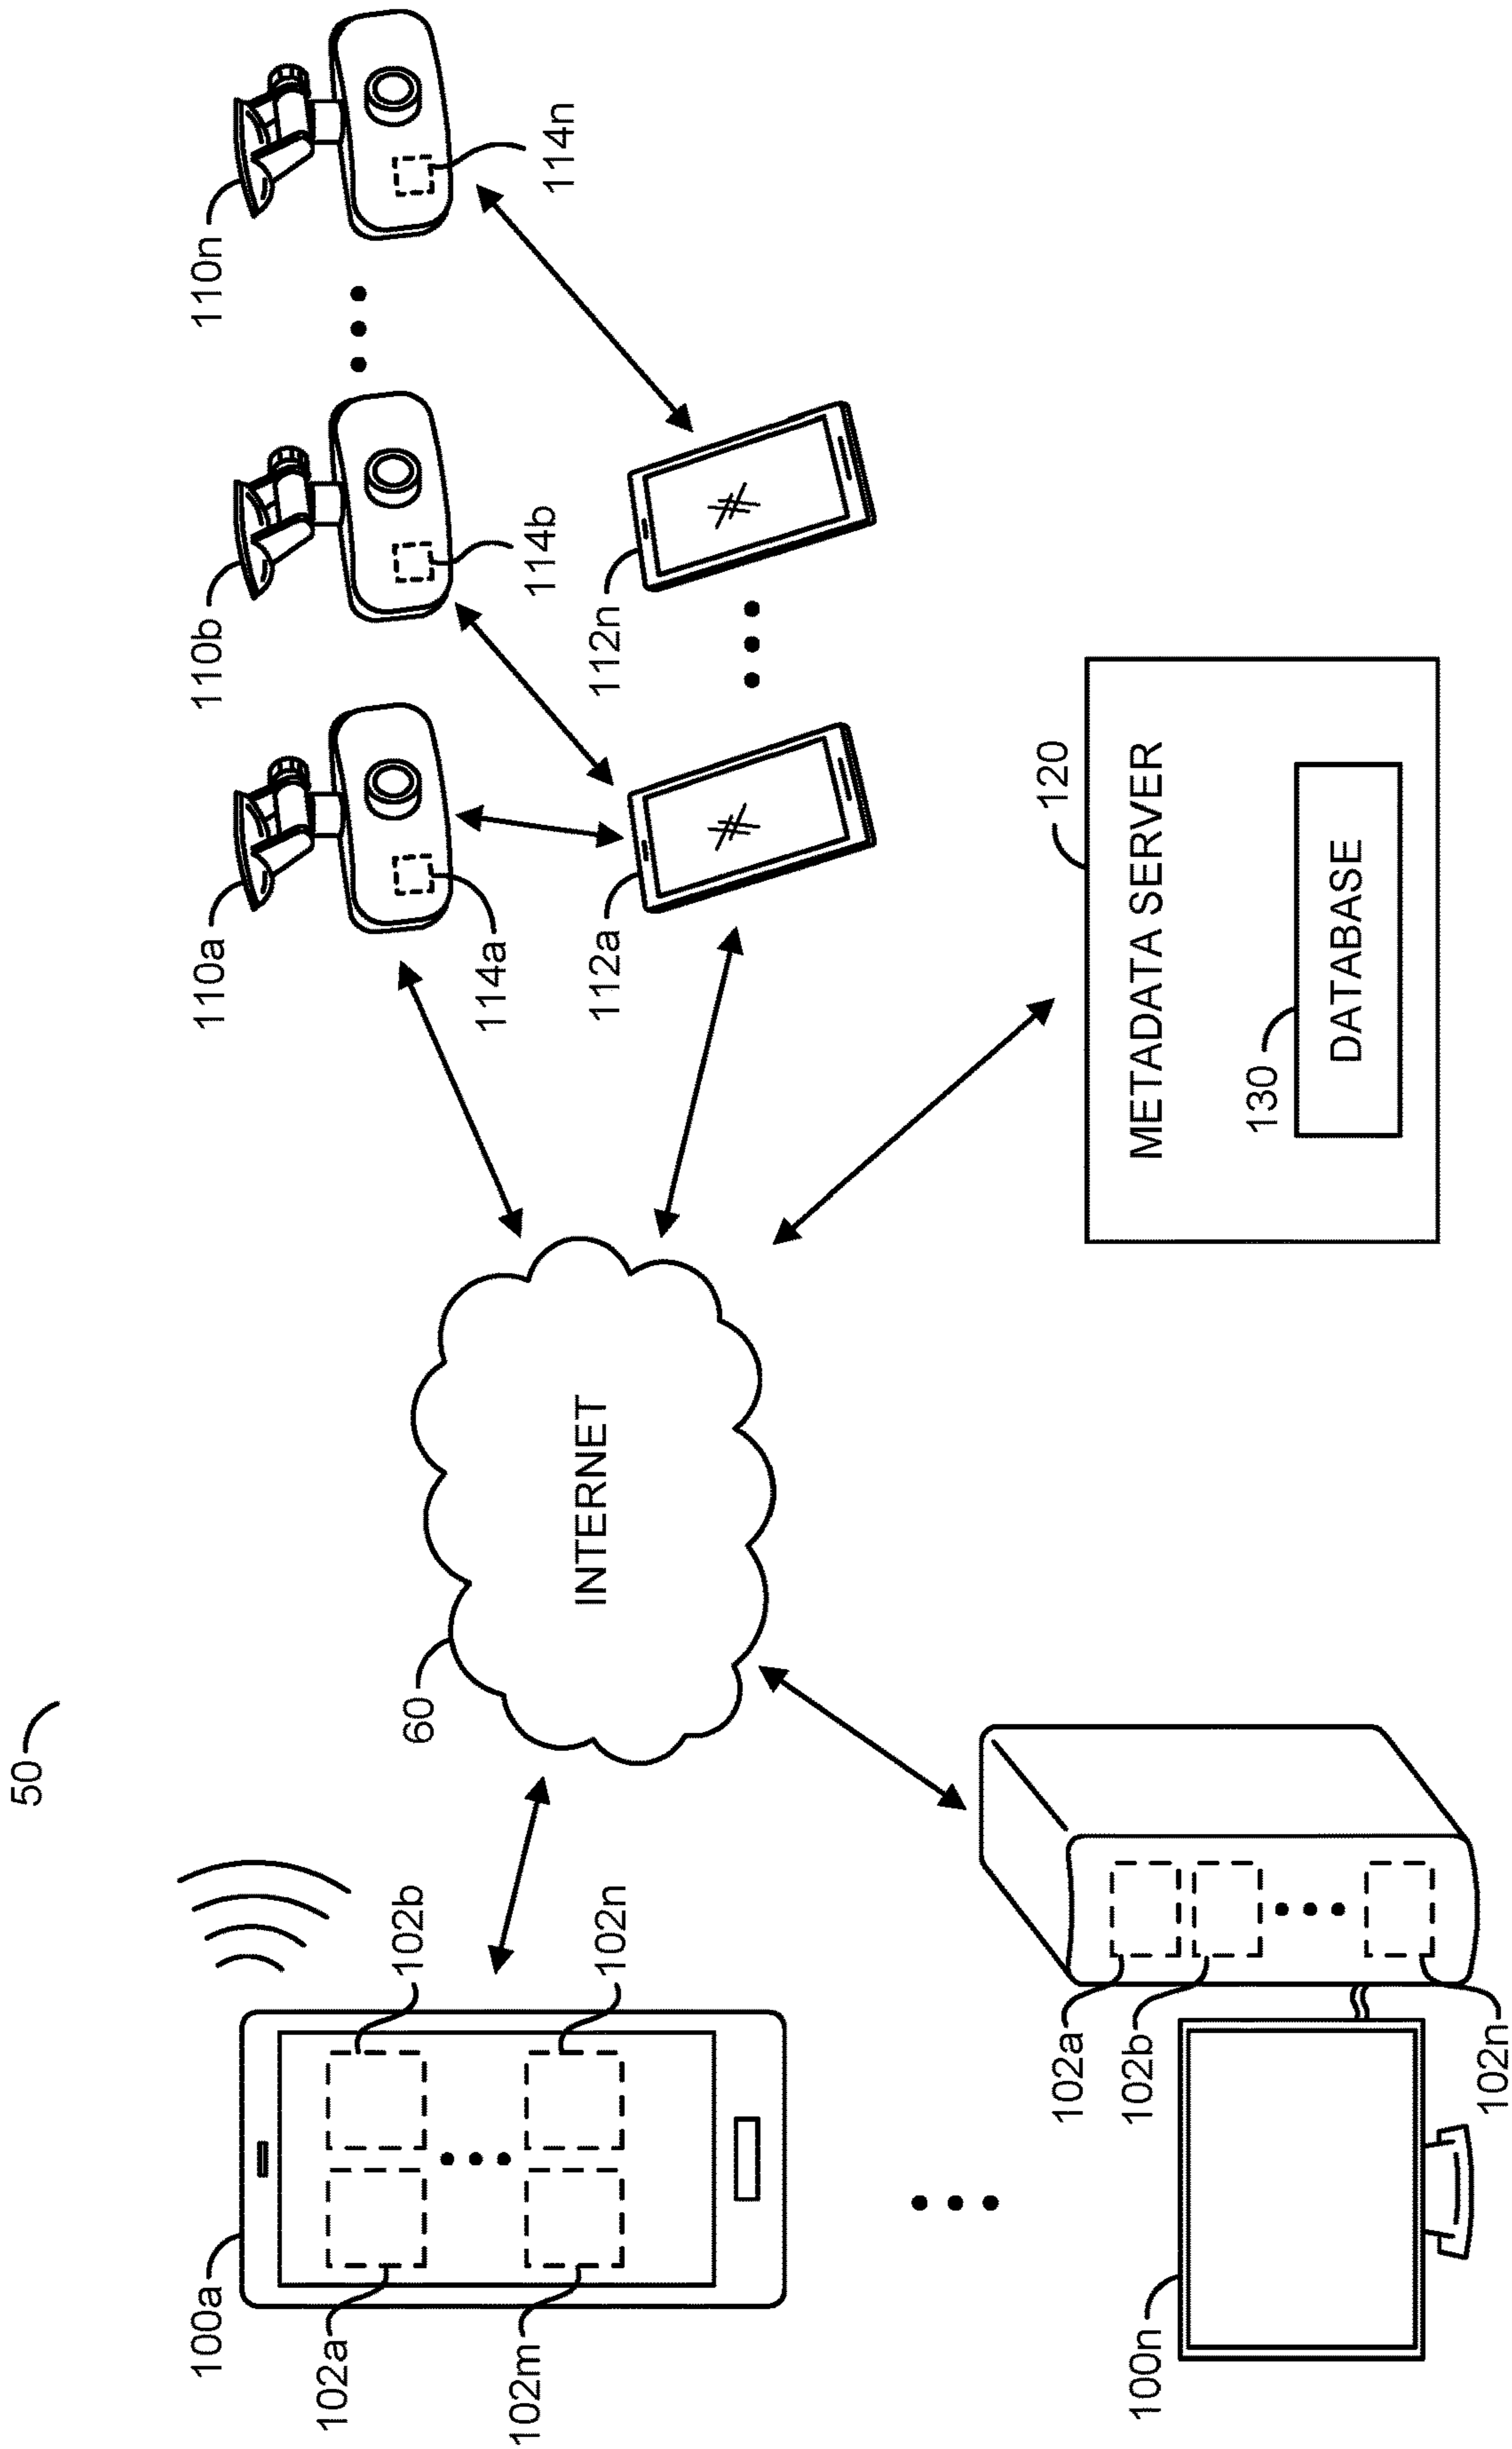 50
100a
102a
102b
102m
102n
60
INTERNET
110a
110b
110n
114a
114b
114n
112a
112n
100n
102a
102b
102n
120
METADATA SERVER
130
DATABASE